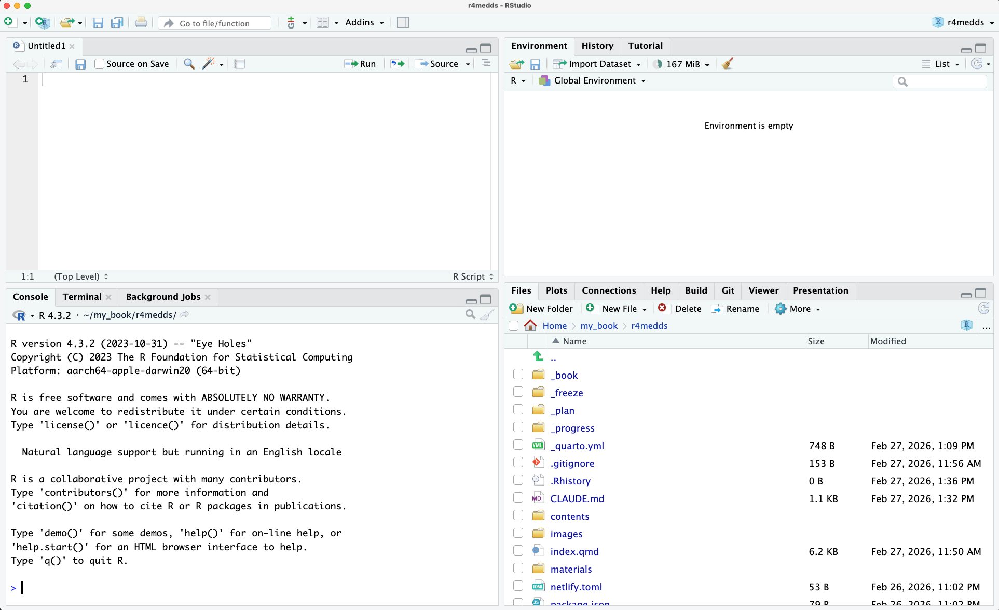 r4medds - RStudio
Go to file/function
Addins
r4medds
Untitled1
Source on Save
Run
Source
1
1:1
(Top Level)
R Script
Console
Terminal
Background Jobs
R 4.3.2 · ~/my_book/r4medds/
R version 4.3.2 (2023-10-31) -- "Eye Holes"
Copyright (C) 2023 The R Foundation for Statistical Computing
Platform: aarch64-apple-darwin20 (64-bit)
R is free software and comes with ABSOLUTELY NO WARRANTY.
You are welcome to redistribute it under certain conditions.
Type 'license()' or 'licence()' for distribution details.
Natural language support but running in an English locale
R is a collaborative project with many contributors.
Type 'contributors()' for more information and
'citation()' on how to cite R or R packages in publications.
Type 'demo()' for some demos, 'help()' for on-line help, or
'help.start()' for an HTML browser interface to help.
Type 'q()' to quit R.
>
Environment
History
Tutorial
Import Dataset
167 MiB
List
R
Global Environment
Environment is empty
Files
Plots
Connections
Help
Build
Git
Viewer
Presentation
New Folder
New File
Delete
Rename
More
Home
my_book
r4medds
...
Name Size Modified
..
_book
_freeze
_plan
_progress
_quarto.yml 748 B Feb 27, 2026, 1:09 PM
.gitignore 153 B Feb 27, 2026, 11:56 AM
.Rhistory 0 B Feb 27, 2026, 1:36 PM
CLAUDE.md 1.1 KB Feb 27, 2026, 1:32 PM
contents
images
index.qmd 6.2 KB Feb 27, 2026, 11:50 AM
materials
netlify.toml 53 B Feb 26, 2026, 11:02 PM
package.json 79 B Feb 26, 2026, 11:02 PM